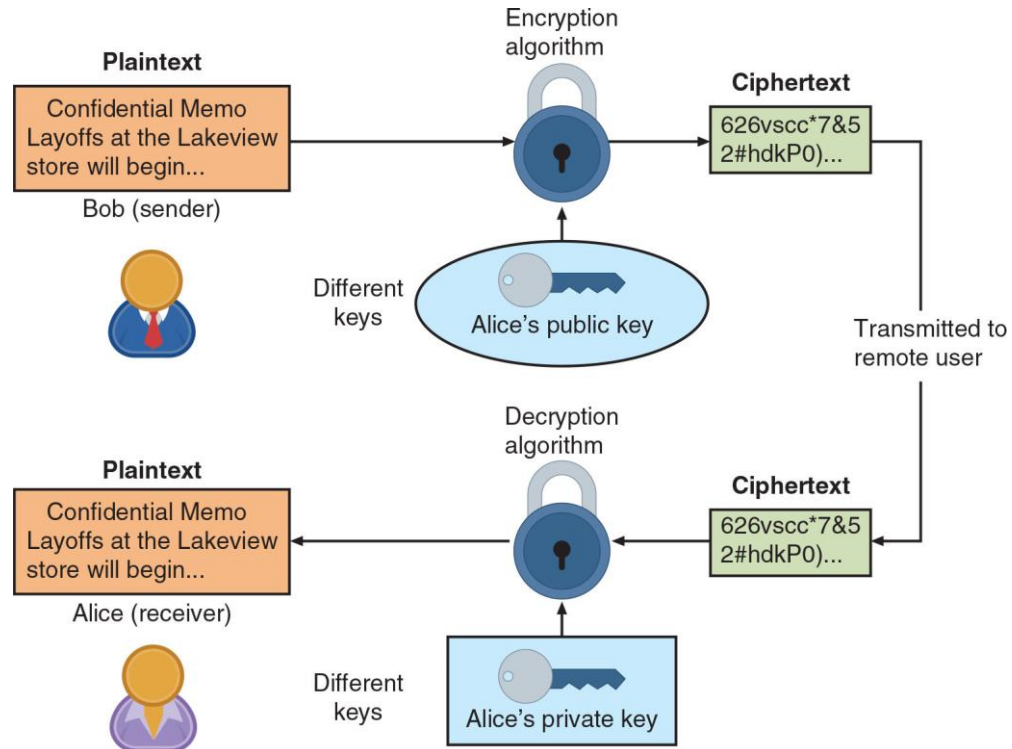 Encryption
algorithm
Plaintext
Confidential Memo
Layoffs at the Lakeview
store will begin...
Bob (sender)
Ciphertext
626vscc*7&5
2#hdkP0)...
Different
keys
Alice’s public key
Transmitted to
remote user
Decryption
algorithm
Plaintext
Confidential Memo
Layoffs at the Lakeview
store will begin...
Alice (receiver)
Ciphertext
626vscc*7&5
2#hdkP0)...
Different
keys
Alice’s private key